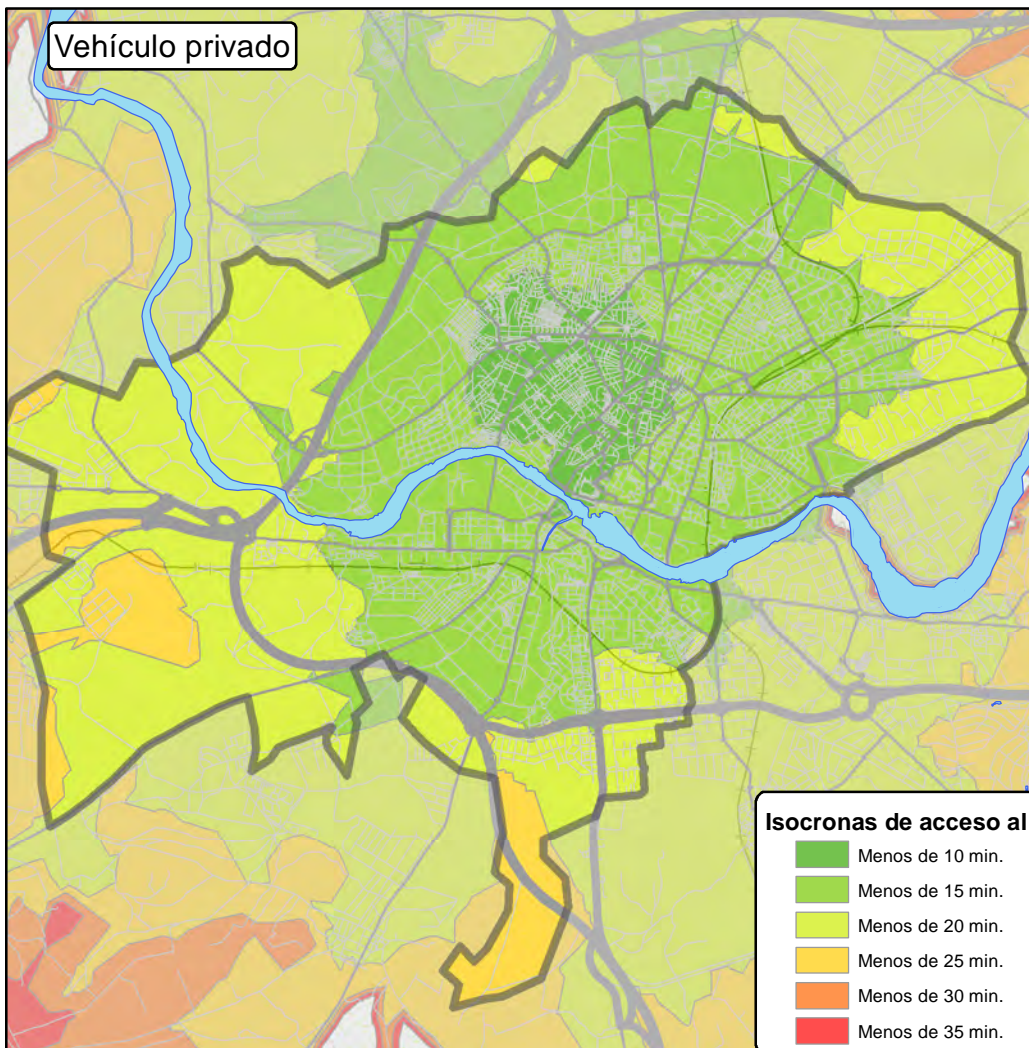 Vehículo privado
Isocronas de acceso al
Menos de 10 min.
Menos de 15 min.
Menos de 20 min.
Menos de 25 min.
Menos de 30 min.
Menos de 35 min.